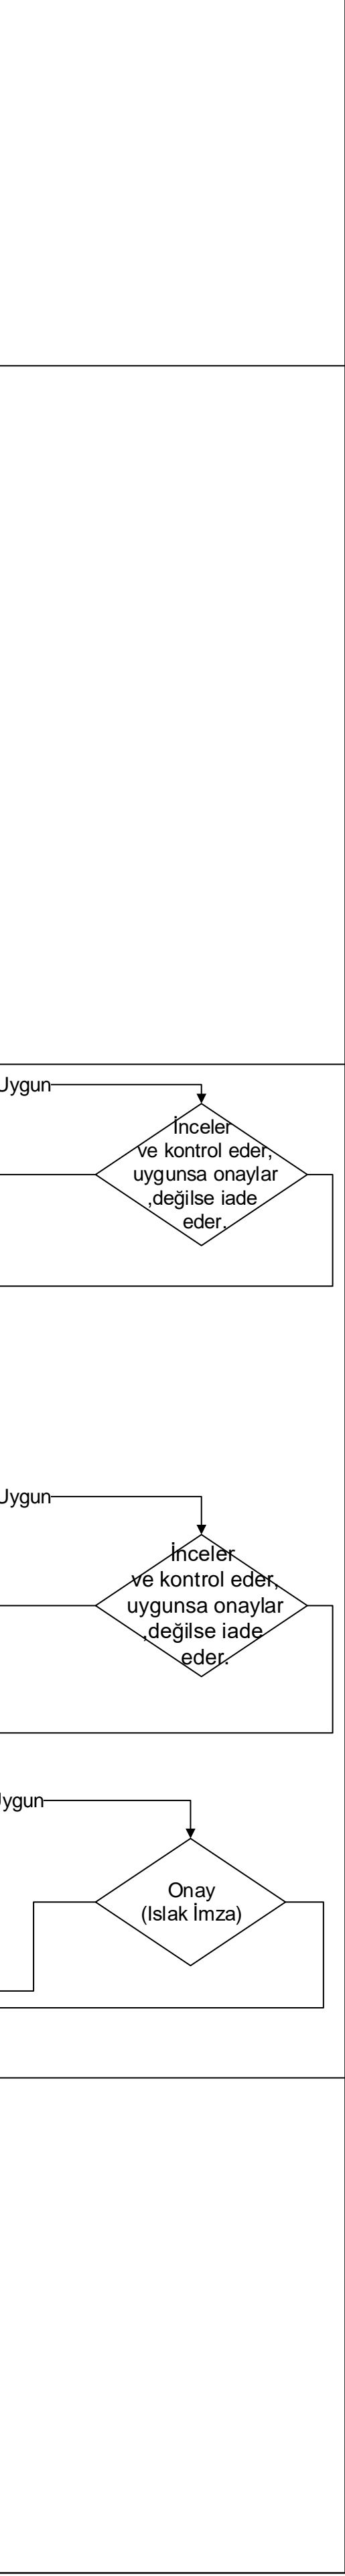 Uygun
İnceler
ve kontrol eder,
uygunsa onaylar
,değilse iade
eder.
Uygun
İnceler
ve kontrol eder,
uygunsa onaylar
,değilse iade
eder.
Uygun
Onay
(Islak İmza)